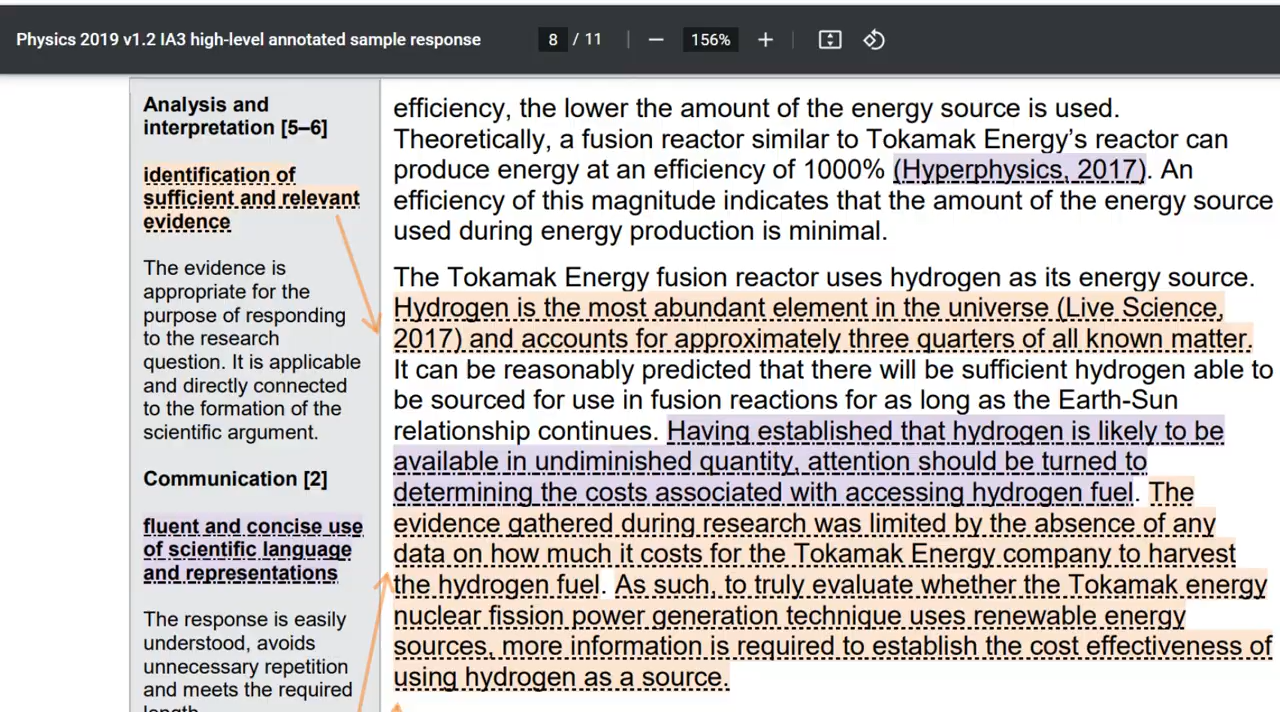 Physics 2019 v1.2 IA3 high-level annotated sample response
8 / 11
156%
Analysis and
interpretation [5–6]
identification of
sufficient and relevant
evidence
The evidence is
appropriate for the
purpose of responding
to the research
question. It is applicable
and directly connected
to the formation of the
scientific argument.
Communication [2]
fluent and concise use
of scientific language
and representations
The response is easily
understood, avoids
unnecessary repetition
and meets the required
length.
efficiency, the lower the amount of the energy source is used.
Theoretically, a fusion reactor similar to Tokamak Energy’s reactor can
produce energy at an efficiency of 1000% (Hyperphysics, 2017). An
efficiency of this magnitude indicates that the amount of the energy source
used during energy production is minimal.
The Tokamak Energy fusion reactor uses hydrogen as its energy source.
Hydrogen is the most abundant element in the universe (Live Science,
2017) and accounts for approximately three quarters of all known matter.
It can be reasonably predicted that there will be sufficient hydrogen able to
be sourced for use in fusion reactions for as long as the Earth-Sun
relationship continues. Having established that hydrogen is likely to be
available in undiminished quantity, attention should be turned to
determining the costs associated with accessing hydrogen fuel. The
evidence gathered during research was limited by the absence of any
data on how much it costs for the Tokamak Energy company to harvest
the hydrogen fuel. As such, to truly evaluate whether the Tokamak energy
nuclear fission power generation technique uses renewable energy
sources, more information is required to establish the cost effectiveness of
using hydrogen as a source.